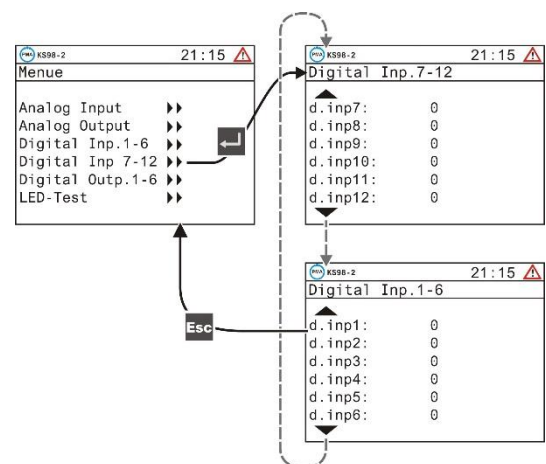 PMA KS98-2 21:15
Menue
Analog Input
Analog Output
Digital Inp.1-6
Digital Inp 7-12
Digital Outp.1-6
LED-Test
PMA KS98-2 21:15
Digital Inp.7-12
d.inp7: 0
d.inp8: 0
d.inp9: 0
d.inp10: 0
d.inp11: 0
d.inp12: 0
Esc
PMA KS98-2 21:15
Digital Inp.1-6
d.inp1: 0
d.inp2: 0
d.inp3: 0
d.inp4: 0
d.inp5: 0
d.inp6: 0